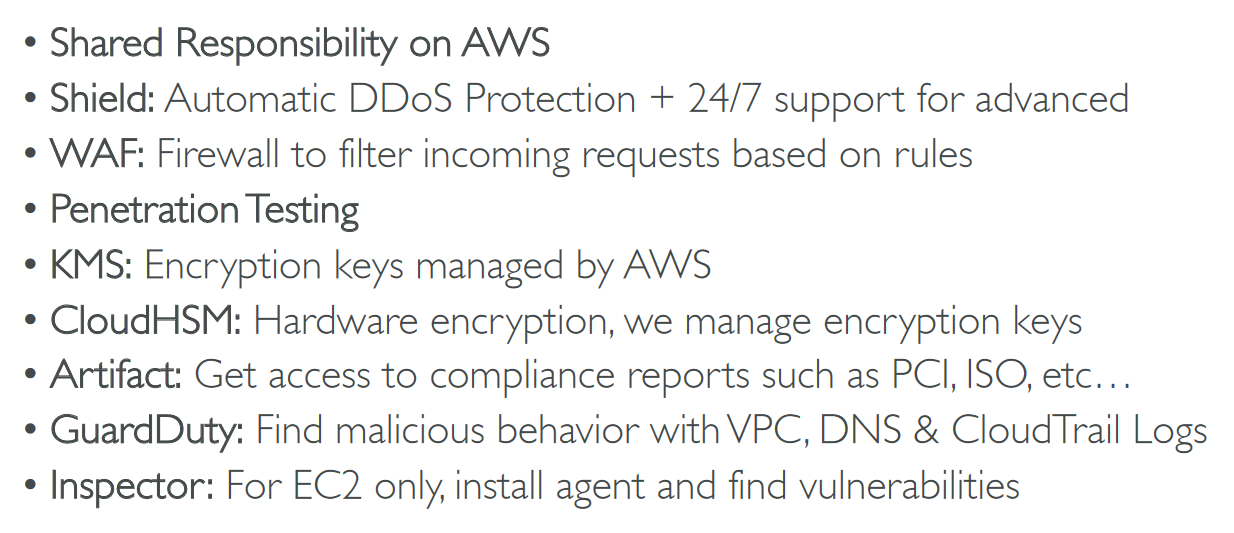 • Shared Responsibility on AWS
• Shield: Automatic DDoS Protection + 24/7 support for advanced
• WAF: Firewall to filter incoming requests based on rules
• Penetration Testing
• KMS: Encryption keys managed by AWS
• CloudHSM: Hardware encryption, we manage encryption keys
• Artifact: Get access to compliance reports such as PCI, ISO, etc…
• GuardDuty: Find malicious behavior with VPC, DNS & CloudTrail Logs
• Inspector: For EC2 only, install agent and find vulnerabilities